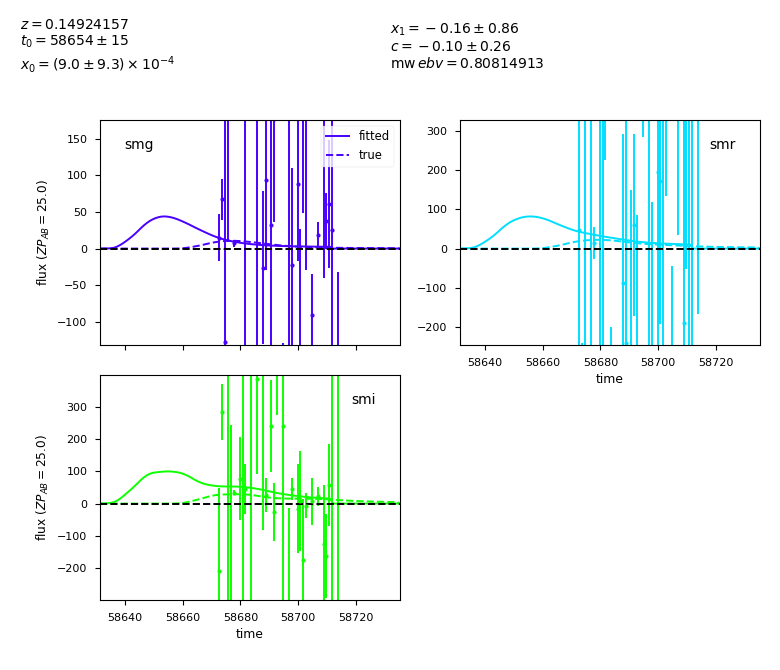 z = 0.14924157
t₀ = 58654 ± 15
x₀ = (9.0 ± 9.3) × 10⁻⁴
x₁ = −0.16 ± 0.86
c = −0.10 ± 0.26
mw ebv = 0.80814913
smg
fitted
true
150
100
50
0
−50
−100
flux (ZP_AB = 25.0)
smr
300
200
100
0
−100
−200
58640 58660 58680 58700 58720
time
smi
300
200
100
0
−100
−200
flux (ZP_AB = 25.0)
58640 58660 58680 58700 58720
time